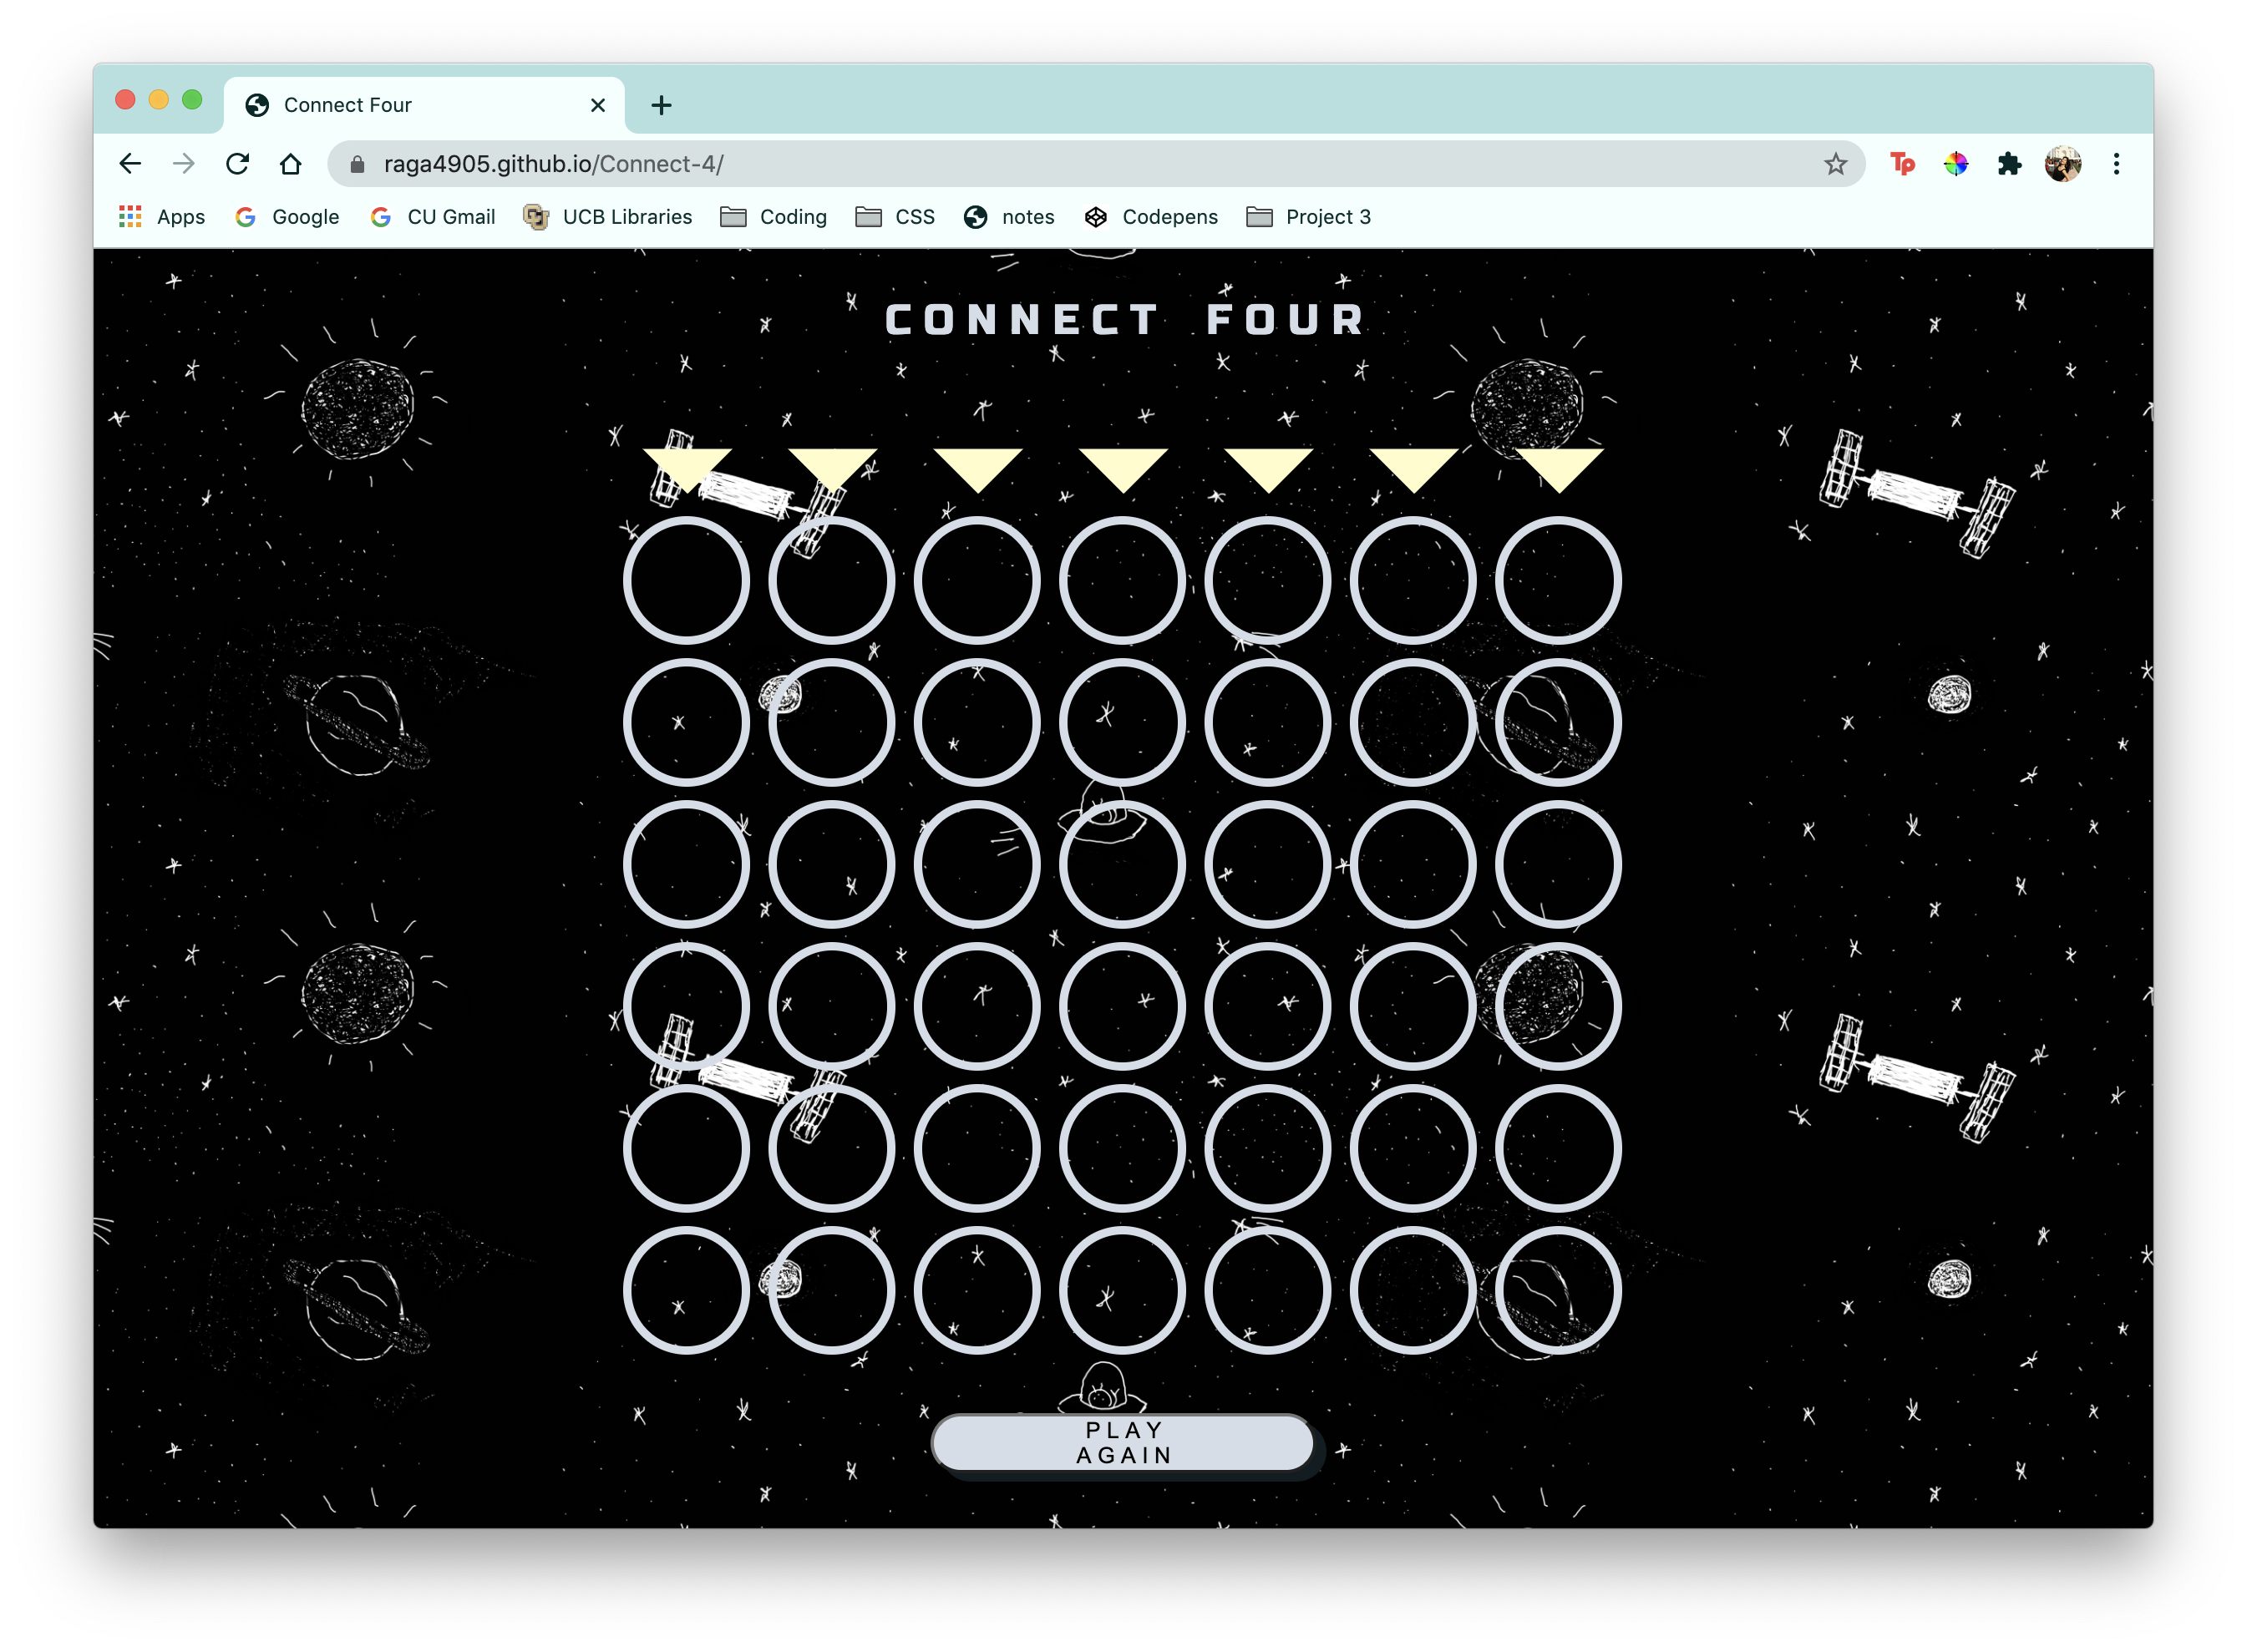 Connect Four
raga4905.github.io/Connect-4/
Tp
Apps Google CU Gmail UCB Libraries Coding CSS notes Codepens Project 3
CONNECT FOUR
PLAY
AGAIN